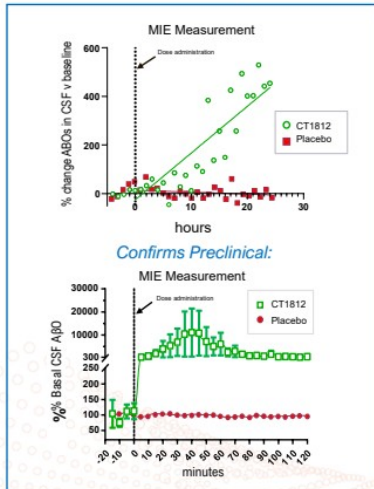 MIE Measurement
600
Dose administration
400
200
0
0
10
20
30
% change ABOs in CSF v baseline
hours
CT1812
Placebo
Confirms Preclinical:
MIE Measurement
30000
Dose administration
20000
10000
300
250
200
150
100
50
%% Basal CSF AβO
CT1812
Placebo
-20
-10
0
10
20
30
40
50
60
70
80
90
100
110
120
minutes